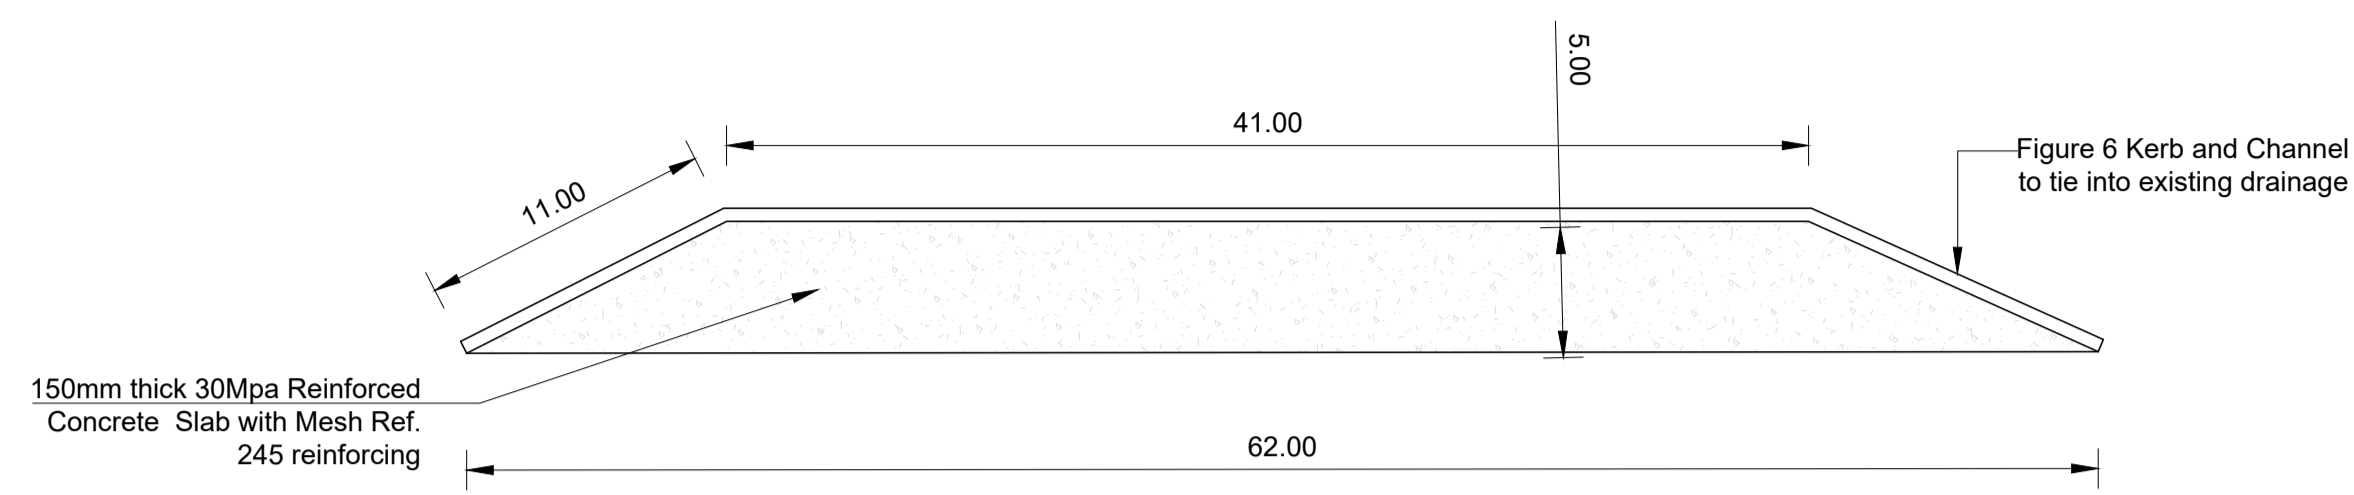 5.00
41.00
11.00
Figure 6 Kerb and Channel
to tie into existing drainage
150mm thick 30Mpa Reinforced
Concrete  Slab with Mesh Ref.
245 reinforcing
62.00